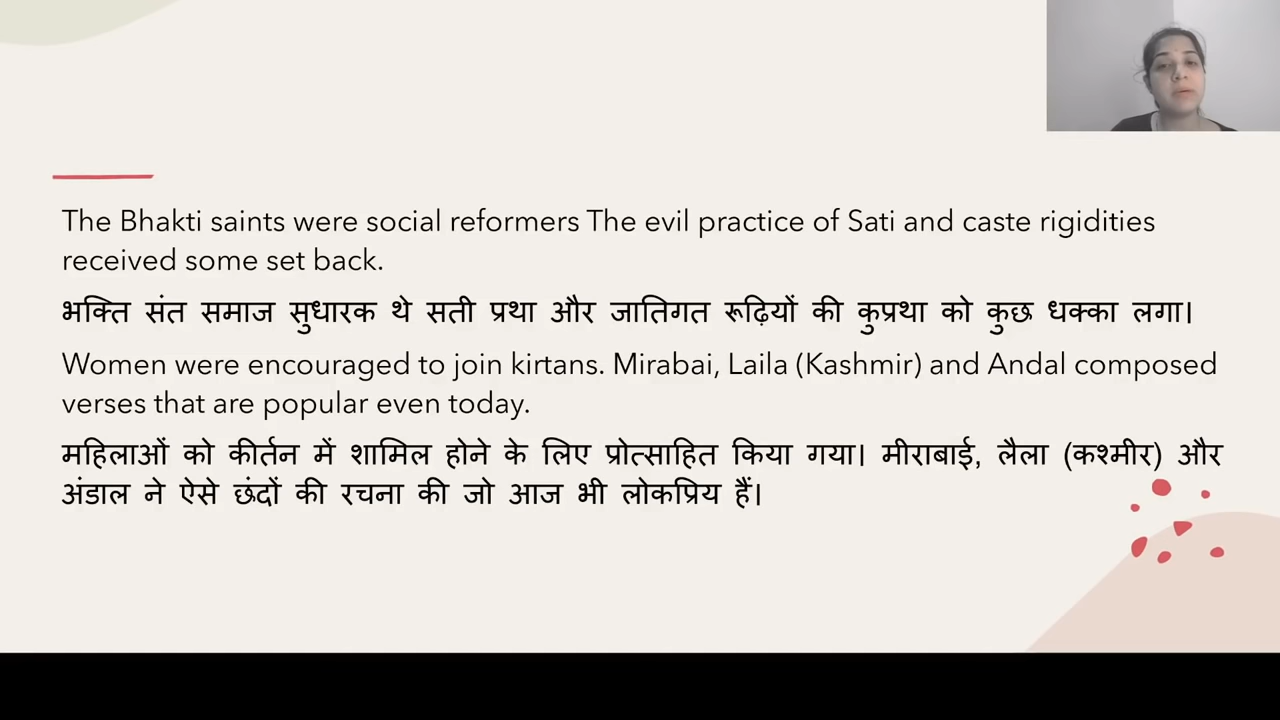 The Bhakti saints were social reformers The evil practice of Sati and caste rigidities
received some set back.
भक्ति संत समाज सुधारक थे सती प्रथा और जातिगत रूढ़ियों की कुप्रथा को कुछ धक्का लगा।
Women were encouraged to join kirtans. Mirabai, Laila (Kashmir) and Andal composed
verses that are popular even today.
महिलाओं को कीर्तन में शामिल होने के लिए प्रोत्साहित किया गया। मीराबाई, लैला (कश्मीर) और
अंडाल ने ऐसे छंदों की रचना की जो आज भी लोकप्रिय हैं।